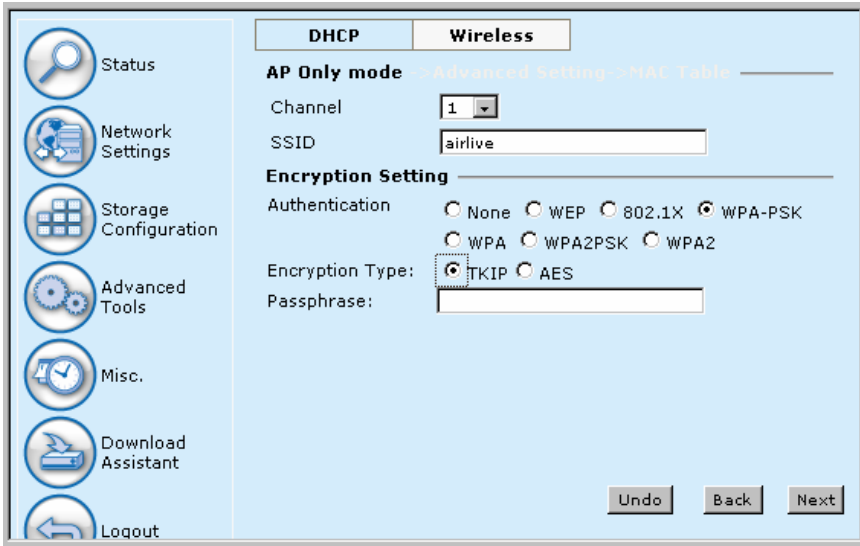 Status
Network
Settings
Storage
Configuration
Advanced
Tools
Misc.
Download
Assistant
Logout
DHCP Wireless
AP Only mode ->Advanced Setting->MAC Table
Channel 1
SSID airlive
Encryption Setting
Authentication None WEP 802.1X WPA-PSK
WPA WPA2PSK WPA2
Encryption Type: TKIP AES
Passphrase:
Undo Back Next